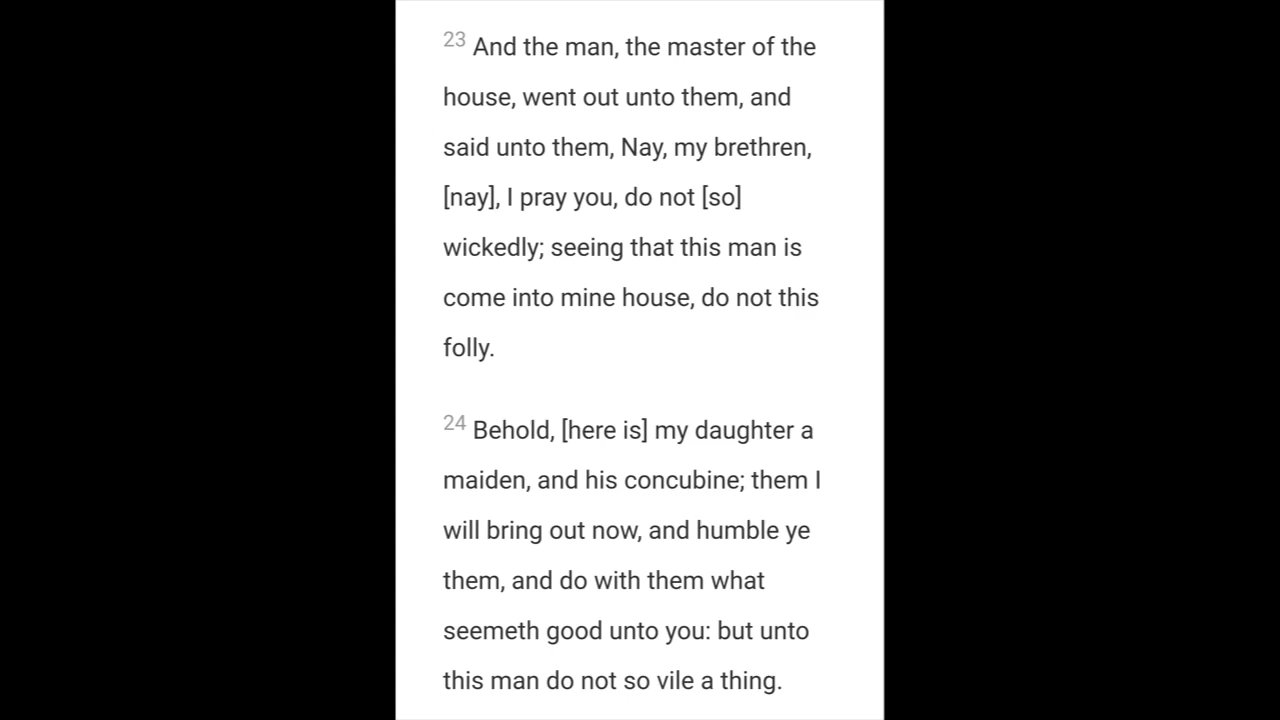 23 And the man, the master of the
house, went out unto them, and
said unto them, Nay, my brethren,
[nay], I pray you, do not [so]
wickedly; seeing that this man is
come into mine house, do not this
folly.
24 Behold, [here is] my daughter a
maiden, and his concubine; them I
will bring out now, and humble ye
them, and do with them what
seemeth good unto you: but unto
this man do not so vile a thing.